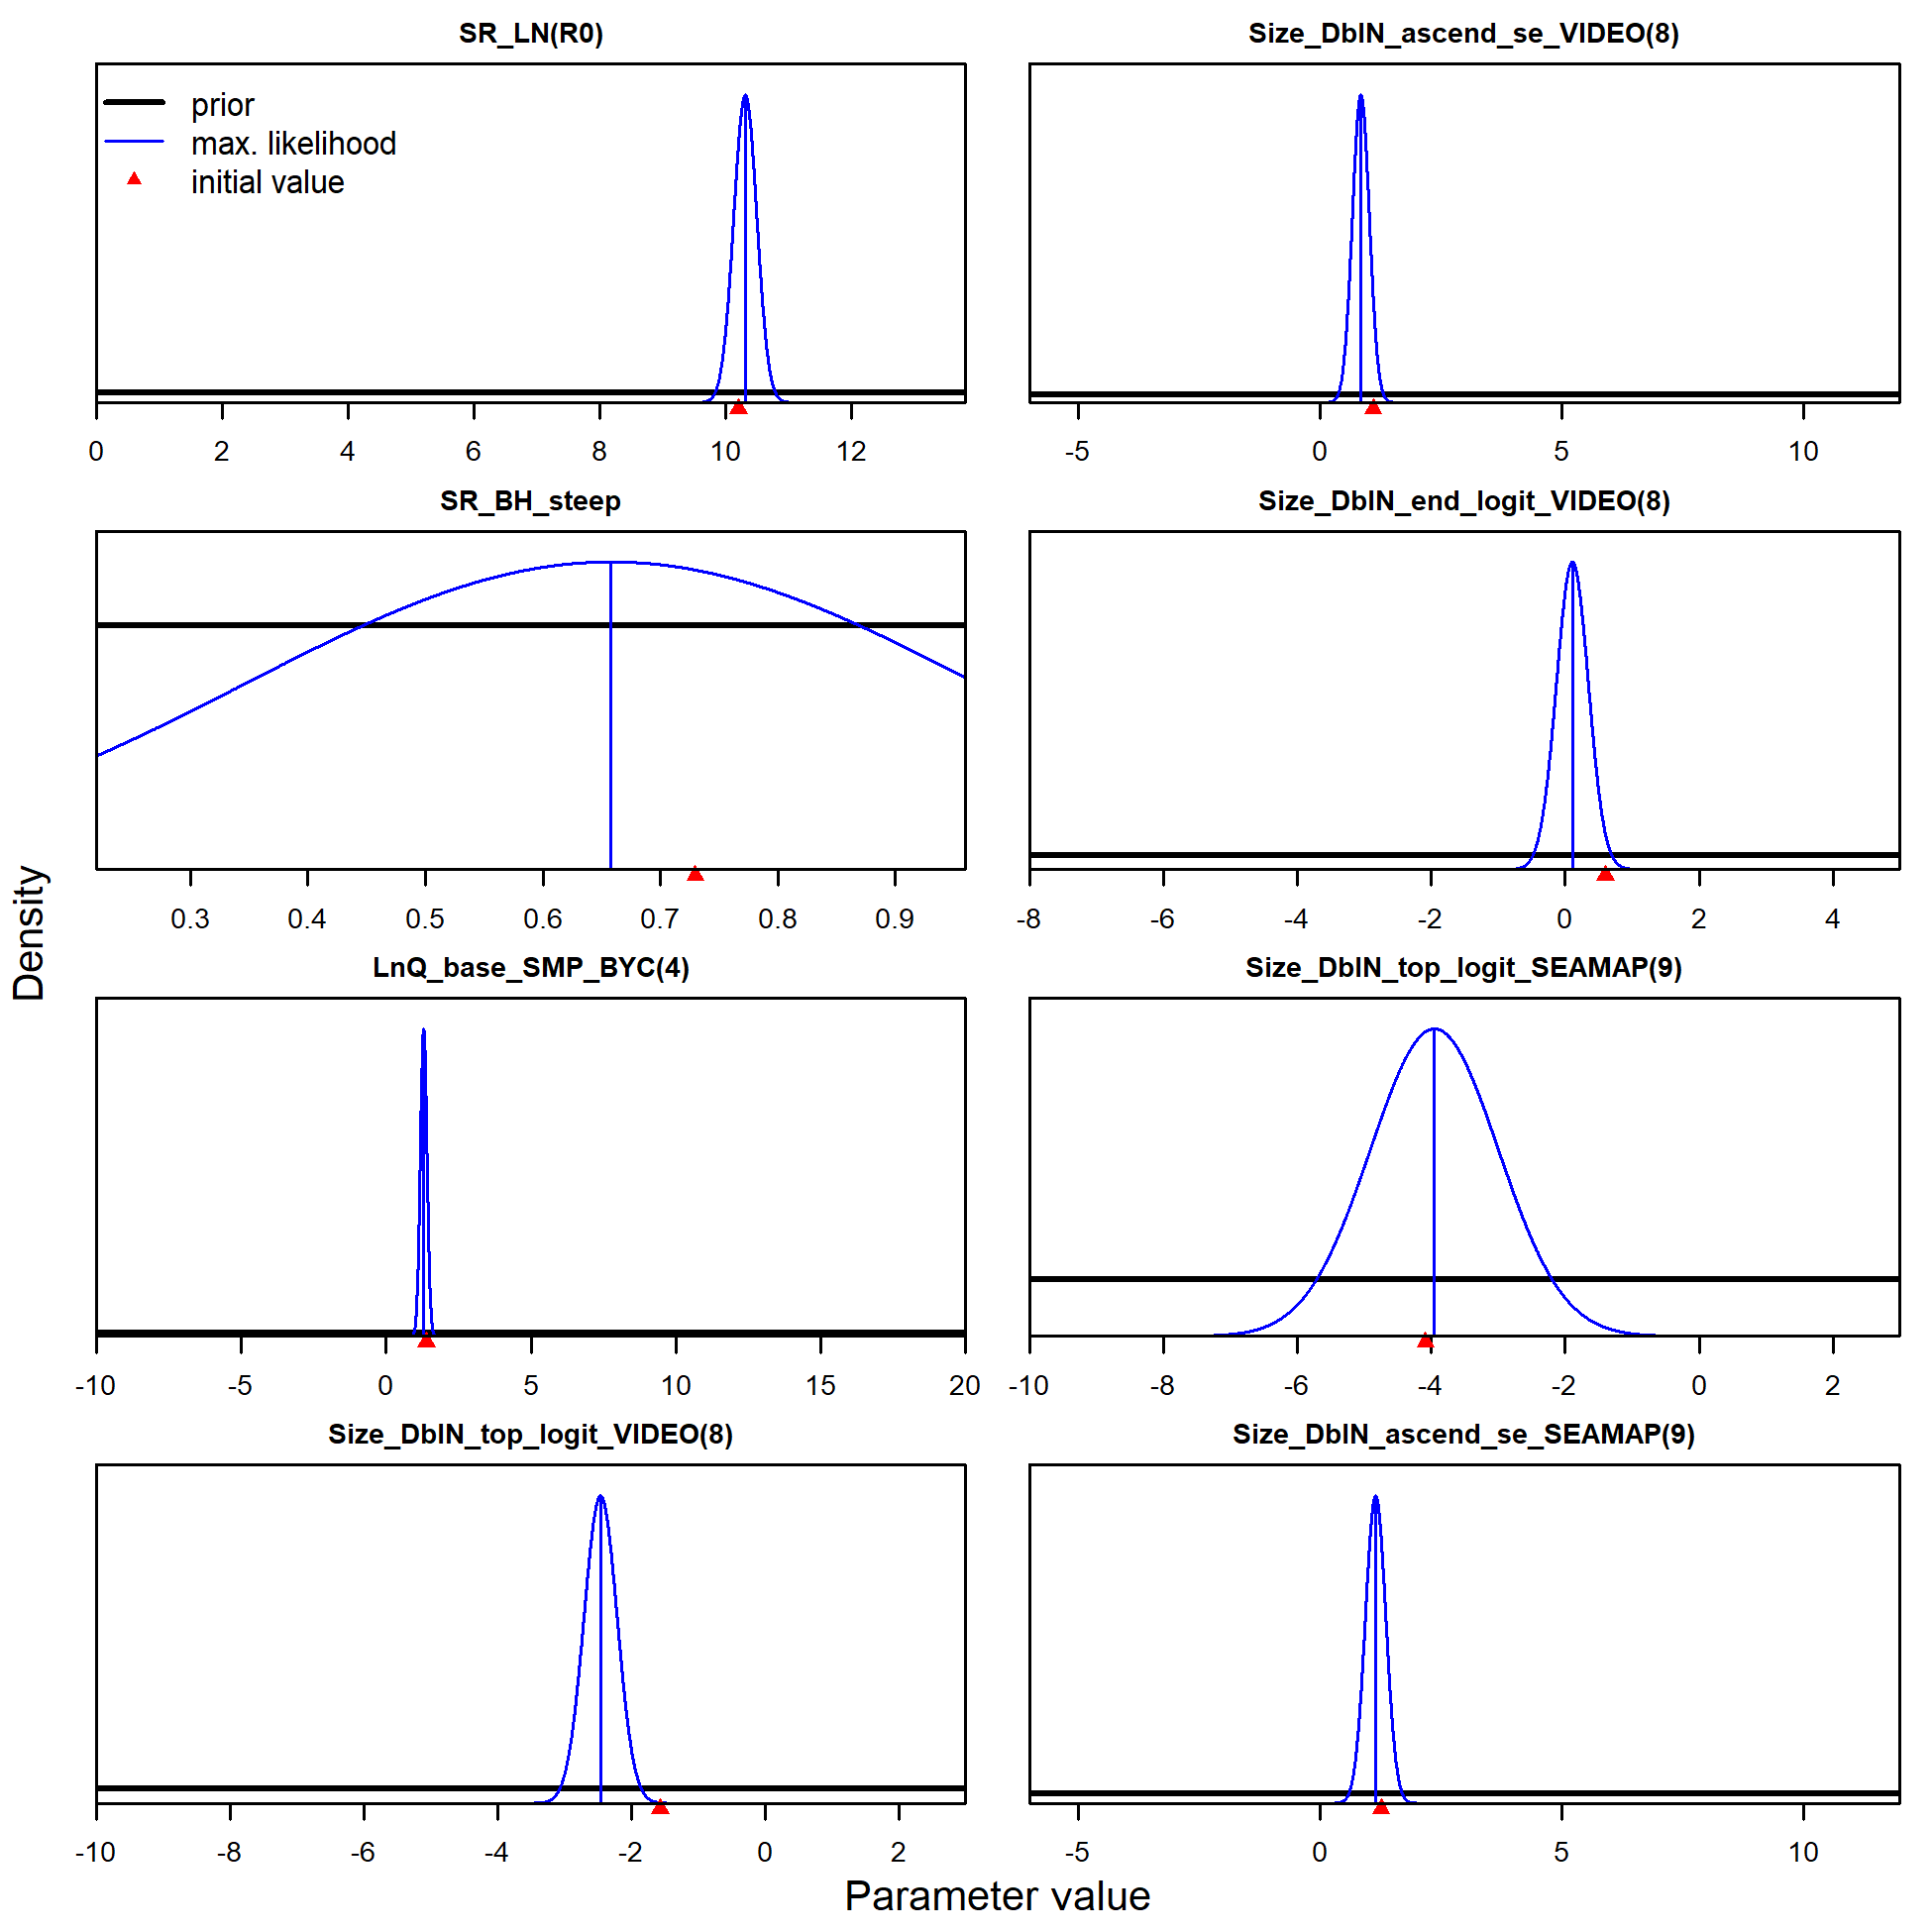 SR_LN(R0)
prior
max. likelihood
initial value
0 2 4 6 8 10 12
Size_DblN_ascend_se_VIDEO(8)
-5 0 5 10
SR_BH_steep
0.3 0.4 0.5 0.6 0.7 0.8 0.9
Size_DblN_end_logit_VIDEO(8)
-8 -6 -4 -2 0 2 4
LnQ_base_SMP_BYC(4)
-10 -5 0 5 10 15 20
Size_DblN_top_logit_SEAMAP(9)
-10 -8 -6 -4 -2 0 2
Size_DblN_top_logit_VIDEO(8)
-10 -8 -6 -4 -2 0 2
Size_DblN_ascend_se_SEAMAP(9)
-5 0 5 10
Density
Parameter value